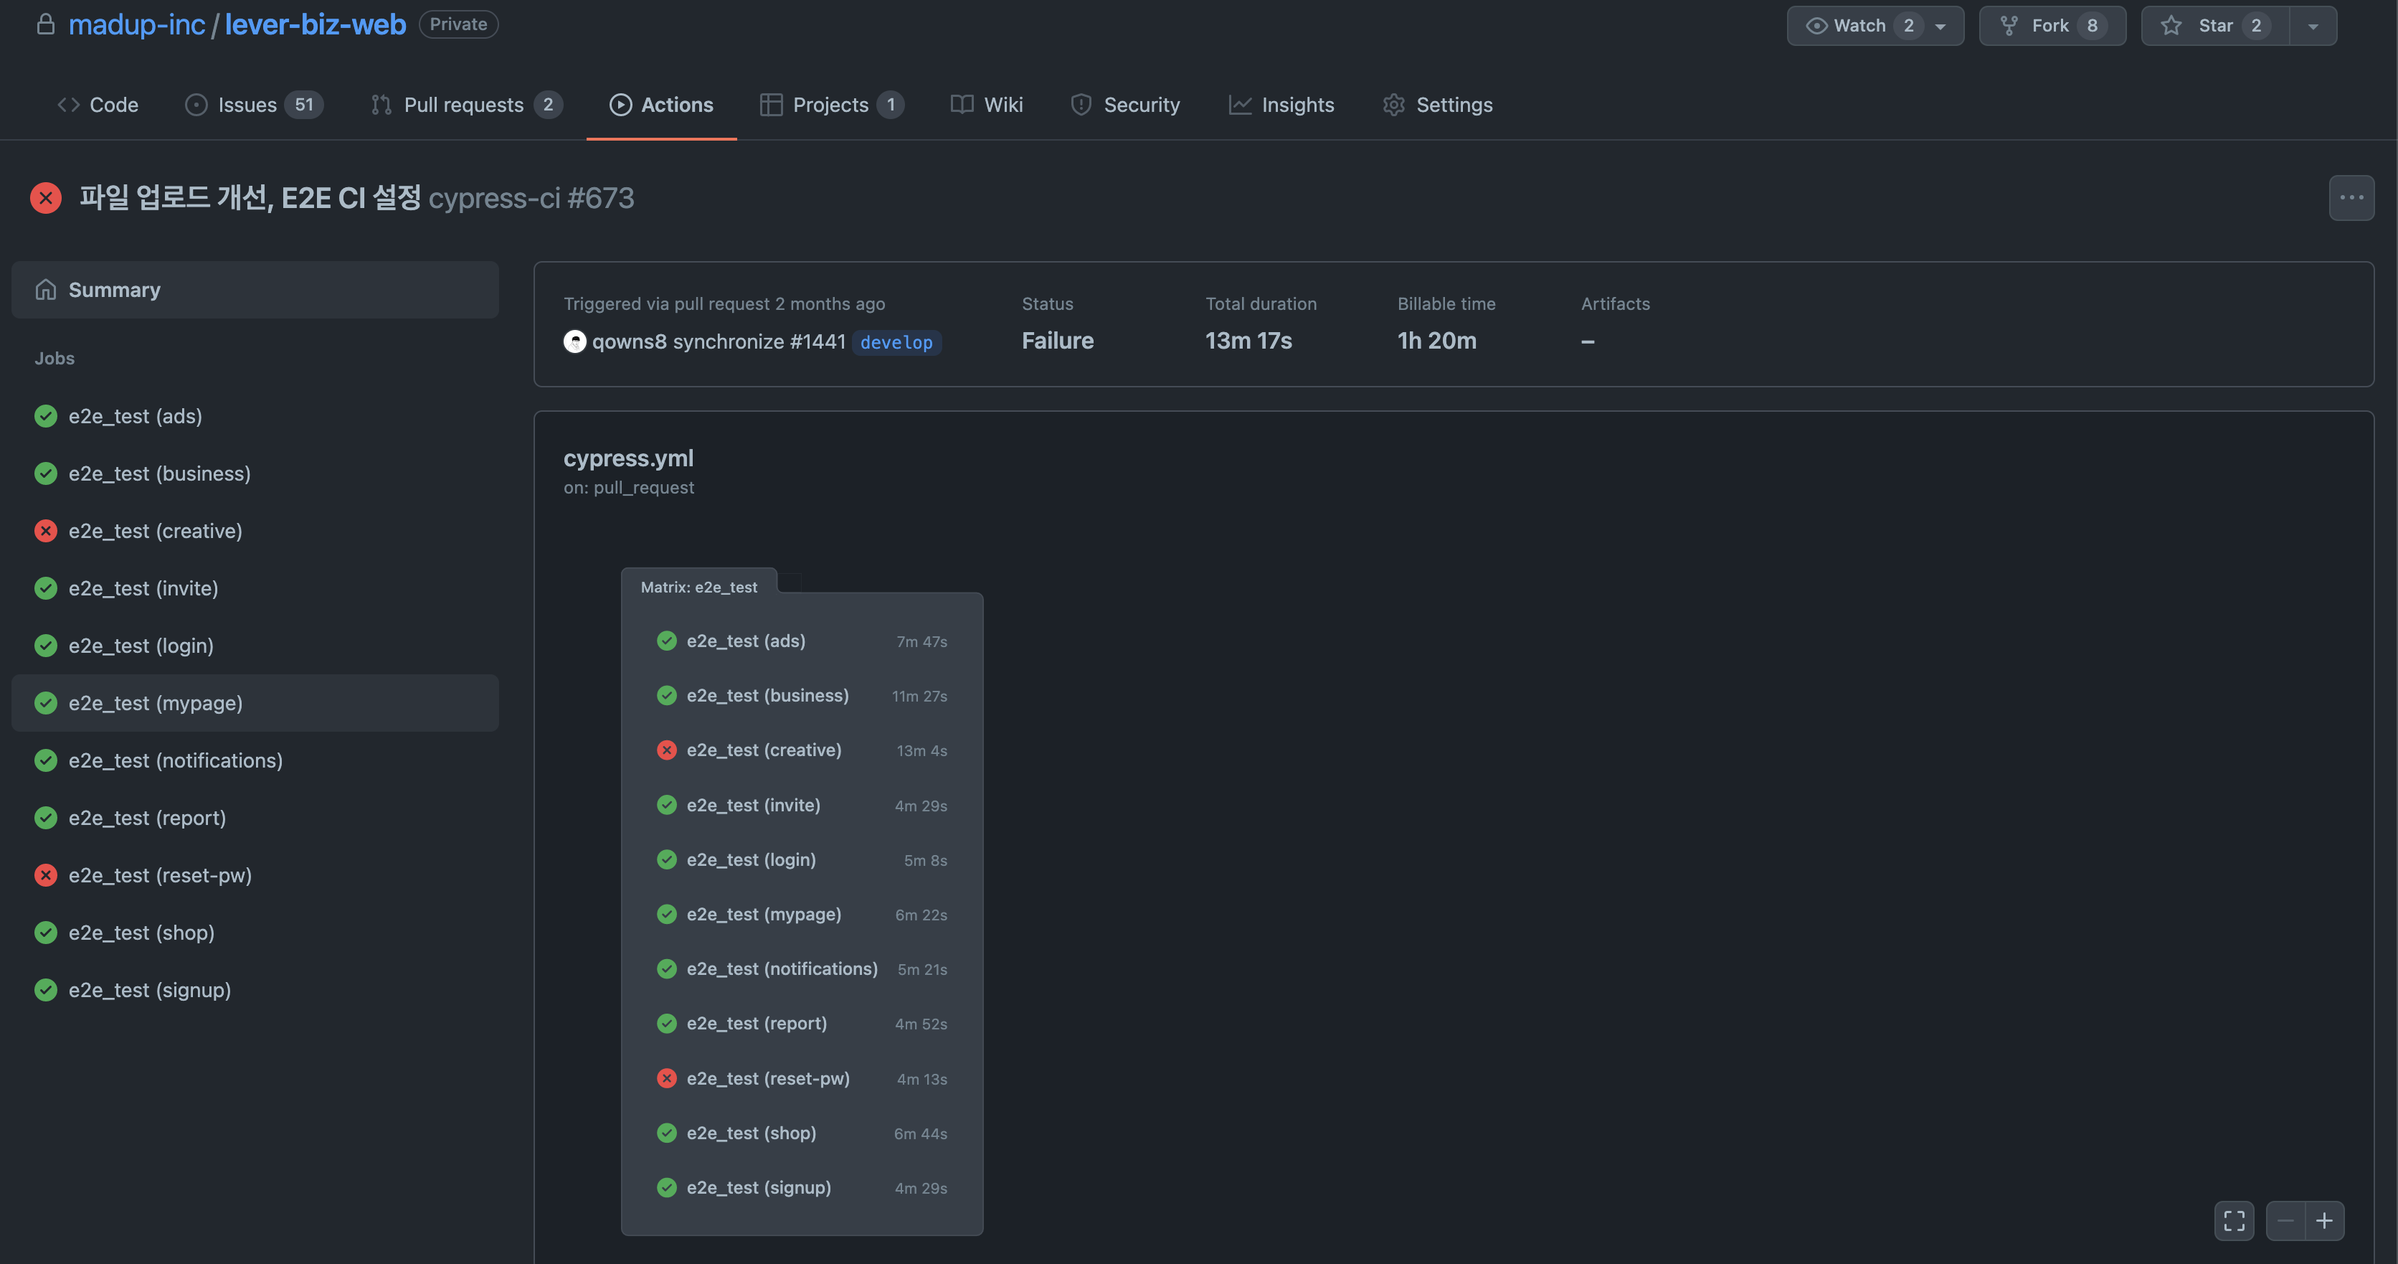 madup-inc / lever-biz-web Private
Watch 2 Fork 8 Star 2
Code Issues 51 Pull requests 2 Actions Projects 1 Wiki Security Insights Settings
파일 업로드 개선, E2E CI 설정 cypress-ci #673
Summary
Jobs
e2e_test (ads)
e2e_test (business)
e2e_test (creative)
e2e_test (invite)
e2e_test (login)
e2e_test (mypage)
e2e_test (notifications)
e2e_test (report)
e2e_test (reset-pw)
e2e_test (shop)
e2e_test (signup)
Triggered via pull request 2 months ago
qowns8 synchronize #1441 develop
Status
Failure
Total duration
13m 17s
Billable time
1h 20m
Artifacts
–
cypress.yml
on: pull_request
Matrix: e2e_test
e2e_test (ads) 7m 47s
e2e_test (business) 11m 27s
e2e_test (creative) 13m 4s
e2e_test (invite) 4m 29s
e2e_test (login) 5m 8s
e2e_test (mypage) 6m 22s
e2e_test (notifications) 5m 21s
e2e_test (report) 4m 52s
e2e_test (reset-pw) 4m 13s
e2e_test (shop) 6m 44s
e2e_test (signup) 4m 29s